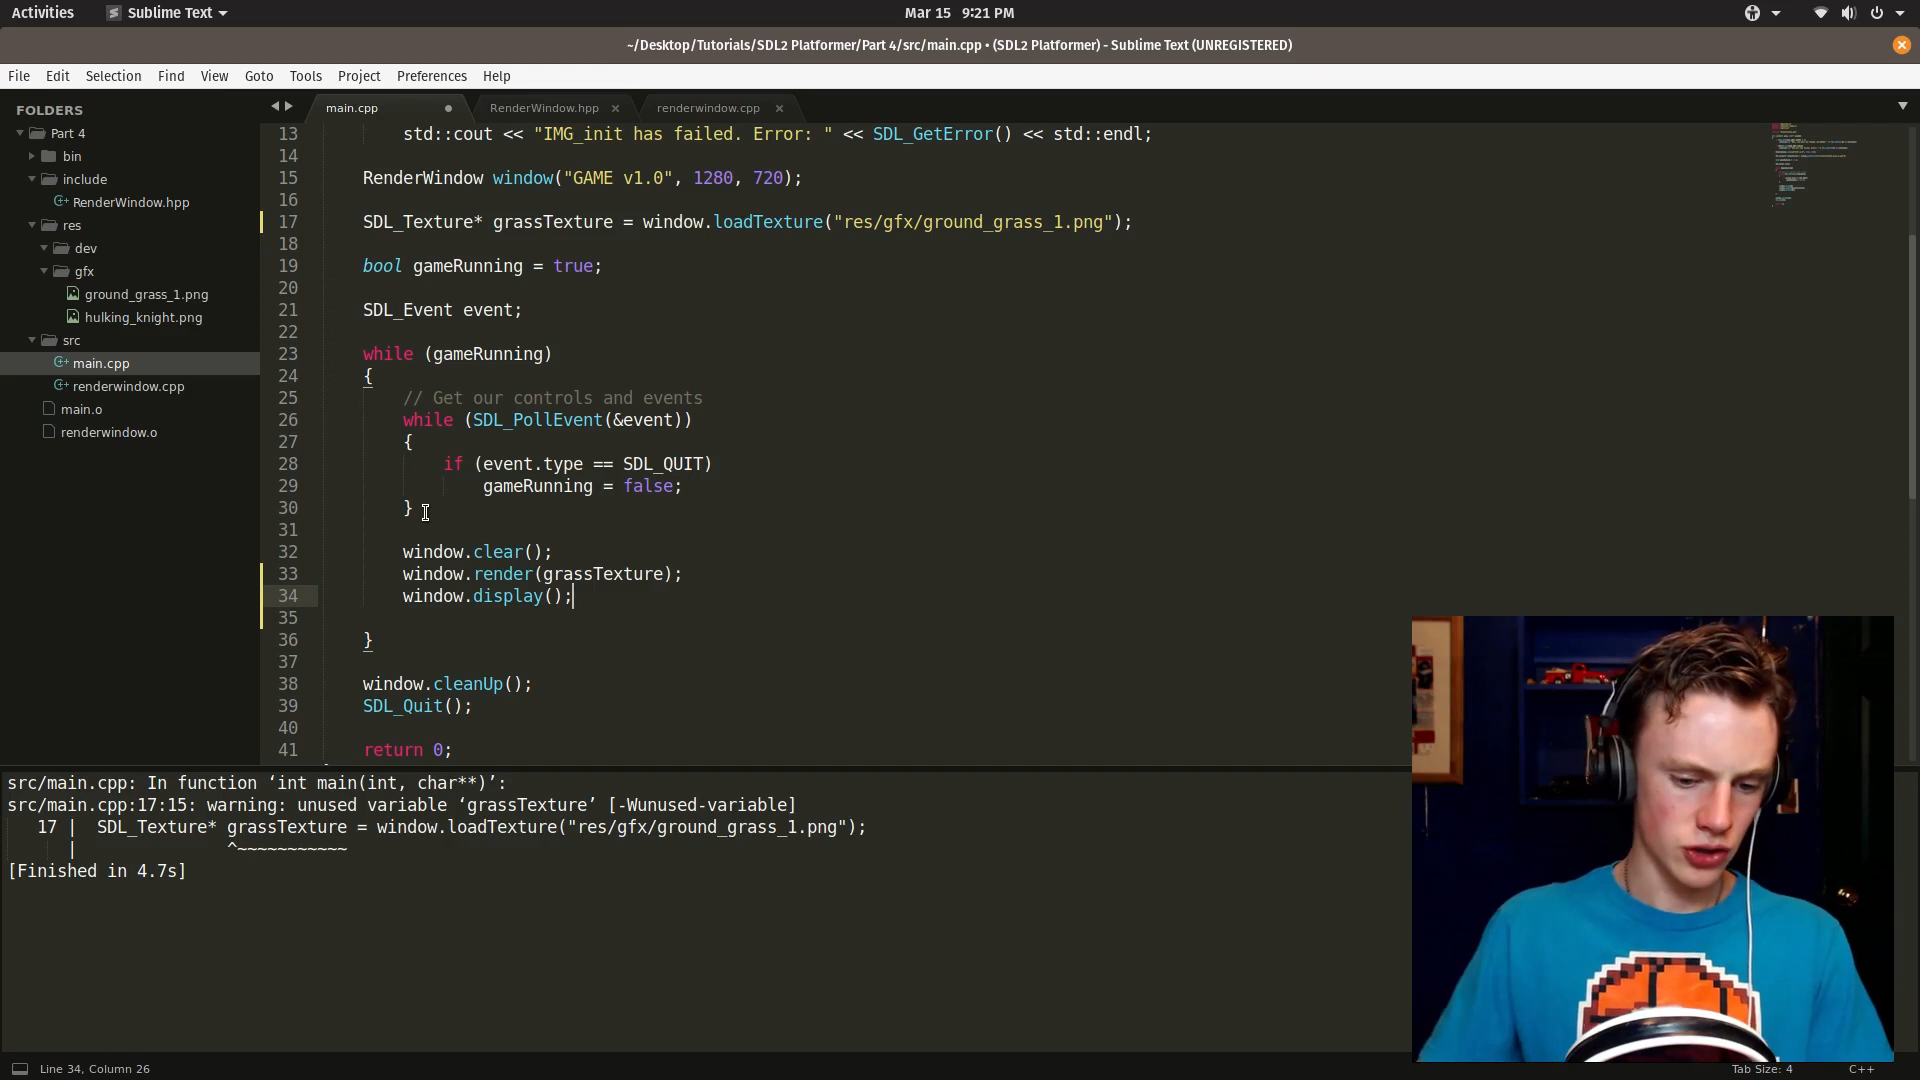 Activities Sublime Text Mar 15 9:21 PM
~/Desktop/Tutorials/SDL2 Platformer/Part 4/src/main.cpp • (SDL2 Platformer) - Sublime Text (UNREGISTERED)
File Edit Selection Find View Goto Tools Project Preferences Help
FOLDERS
Part 4
bin
include
RenderWindow.hpp
res
dev
gfx
ground_grass_1.png
hulking_knight.png
src
main.cpp
renderwindow.cpp
main.o
renderwindow.o
main.cpp RenderWindow.hpp renderwindow.cpp
13 std::cout << "IMG_init has failed. Error: " << SDL_GetError() << std::endl;
14
15 RenderWindow window("GAME v1.0", 1280, 720);
16
17 SDL_Texture* grassTexture = window.loadTexture("res/gfx/ground_grass_1.png");
18
19 bool gameRunning = true;
20
21 SDL_Event event;
22
23 while (gameRunning)
24 {
25 // Get our controls and events
26 while (SDL_PollEvent(&event))
27 {
28 if (event.type == SDL_QUIT)
29 gameRunning = false;
30 }
31
32 window.clear();
33 window.render(grassTexture);
34 window.display();
35
36 }
37
38 window.cleanUp();
39 SDL_Quit();
40
41 return 0;
src/main.cpp: In function ‘int main(int, char**)’:
src/main.cpp:17:15: warning: unused variable ‘grassTexture’ [-Wunused-variable]
17 | SDL_Texture* grassTexture = window.loadTexture("res/gfx/ground_grass_1.png");
| ^~~~~~~~~~~~
[Finished in 4.7s]
Line 34, Column 26 Tab Size: 4 C++